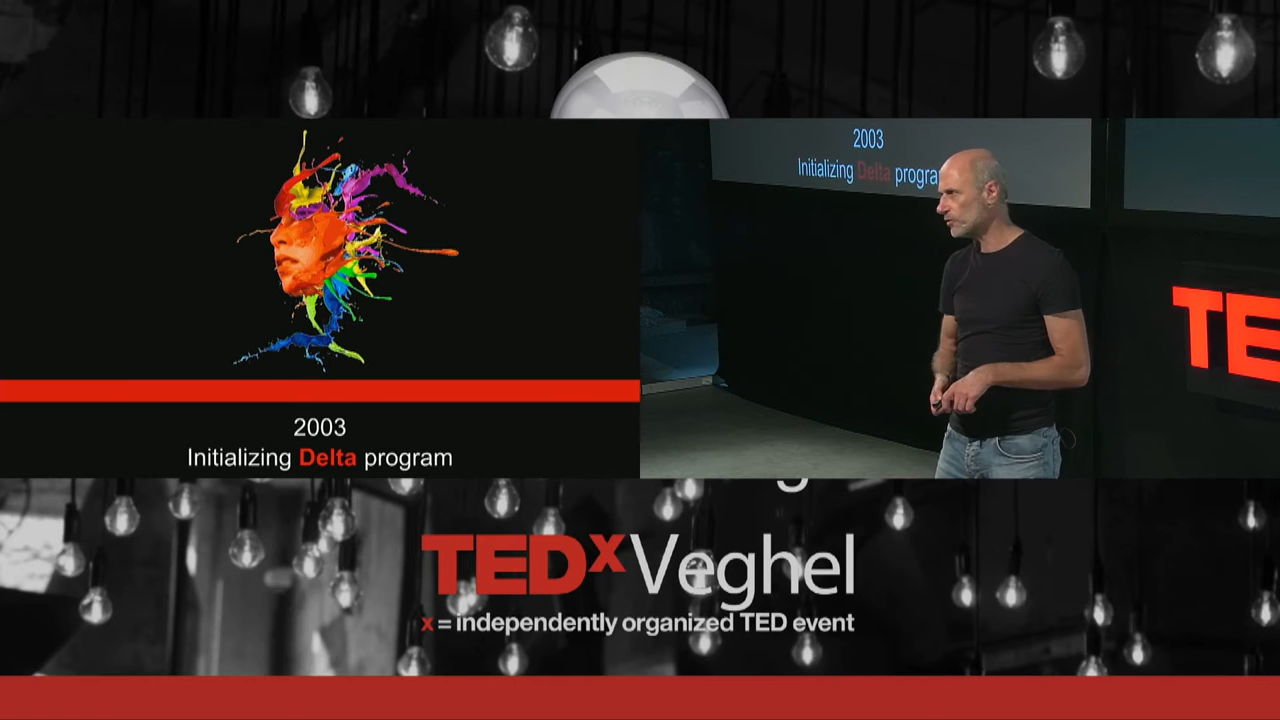 2003
Initializing Delta program
2003
Initializing Delta progra
TE
TEDxVeghel
x = independently organized TED event